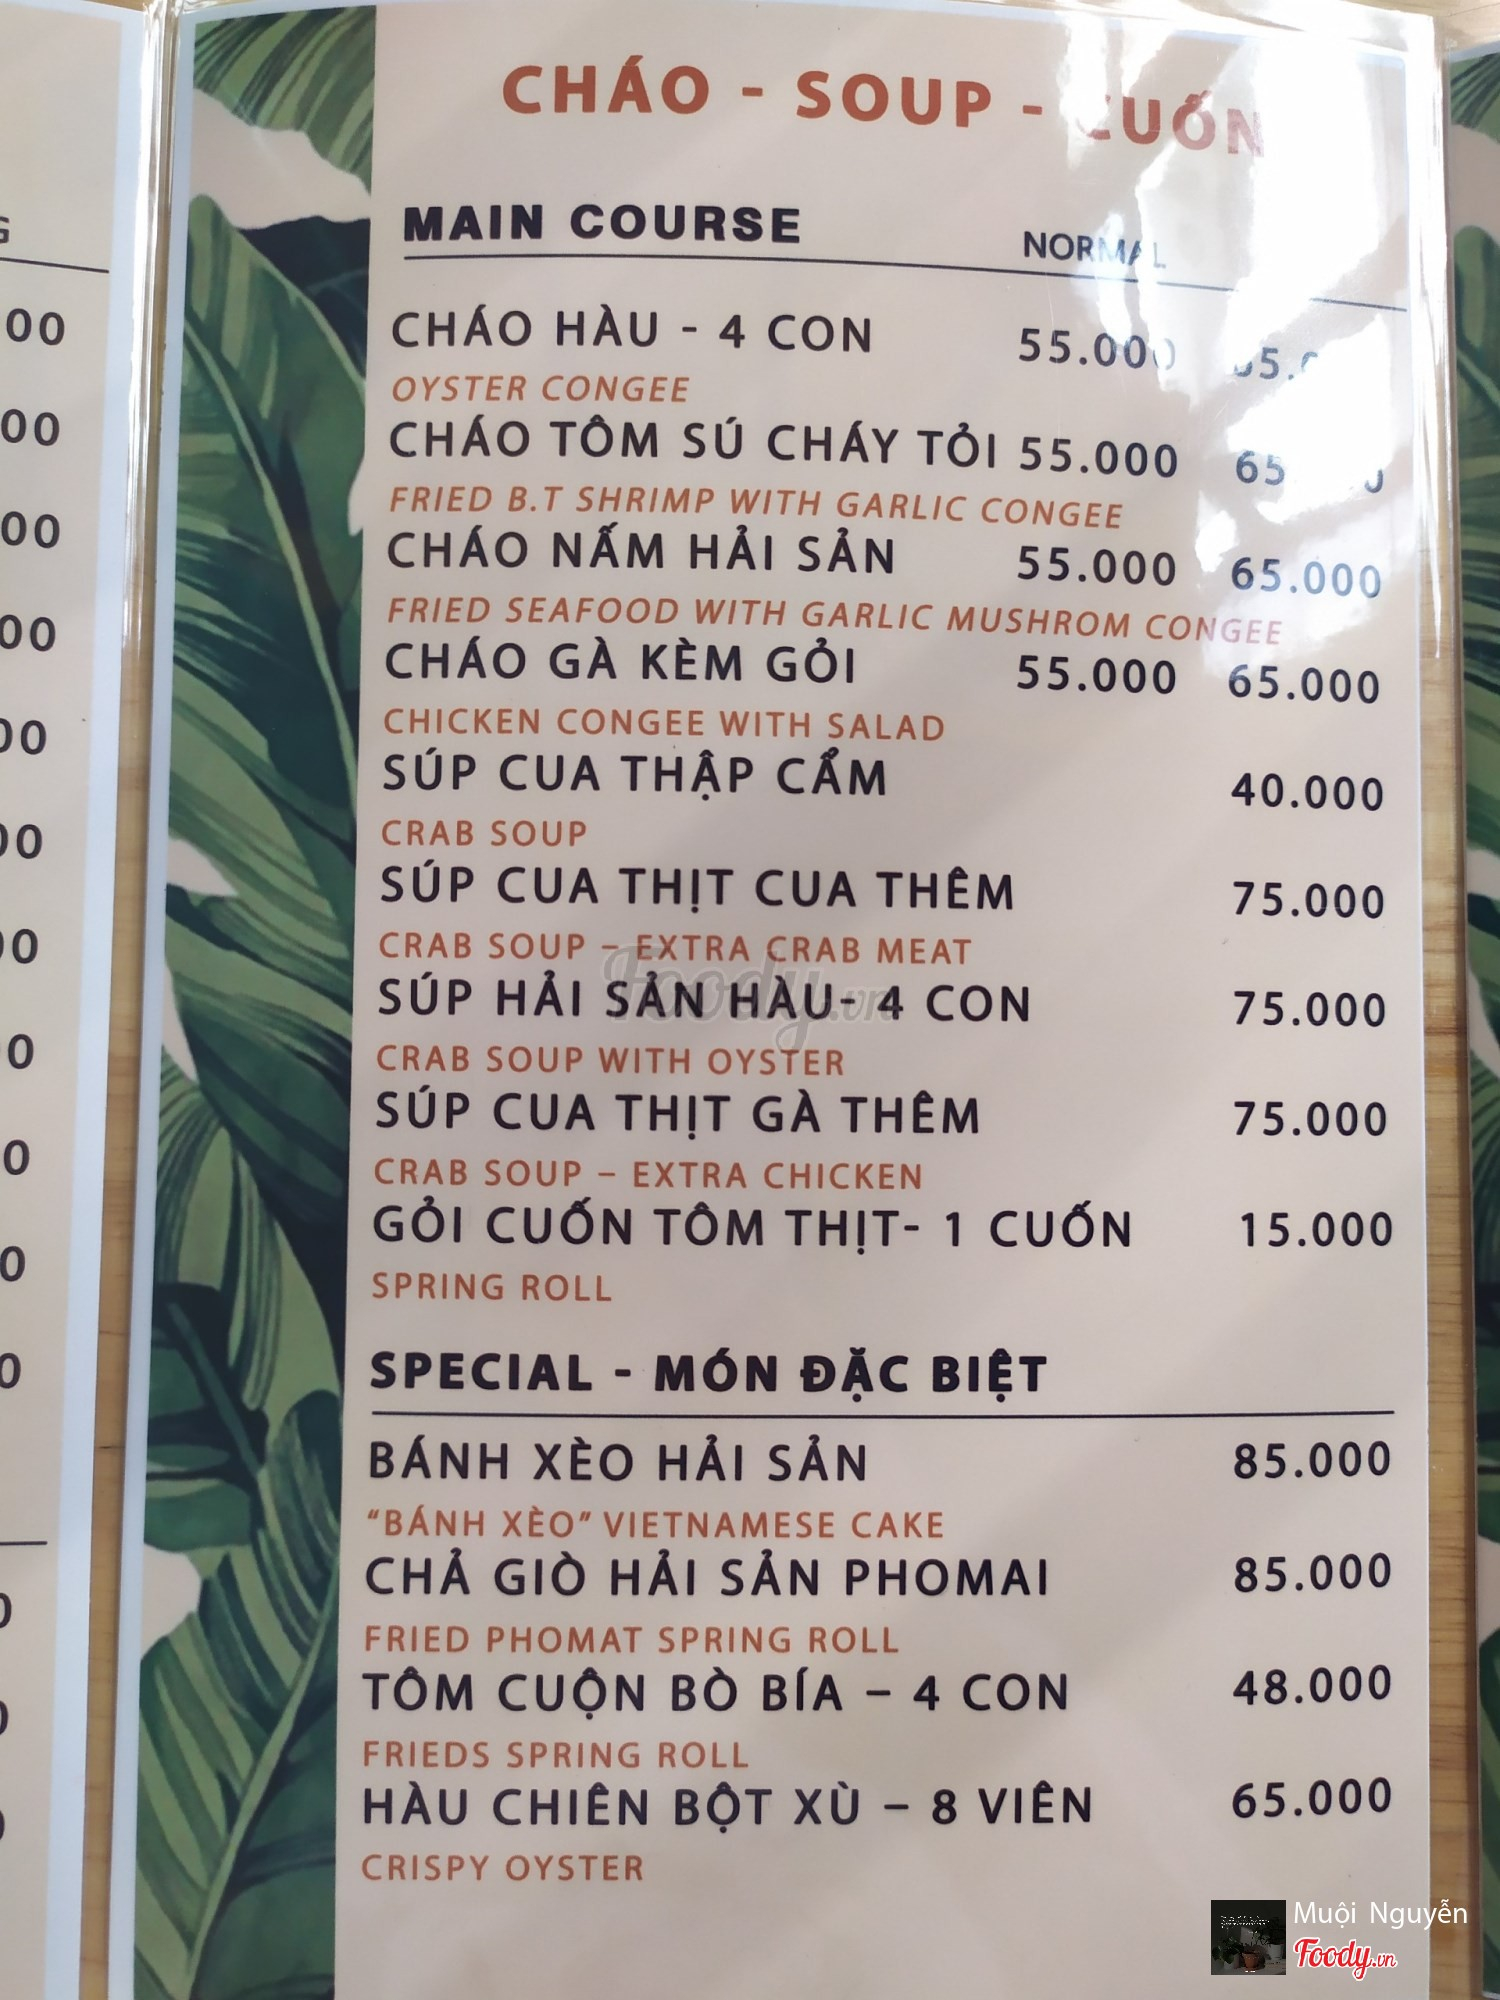 CHÁO - SOUP - CUỐN
MAIN COURSE NORMAL
CHÁO HÀU - 4 CON 55.000
OYSTER CONGEE
CHÁO TÔM SÚ CHÁY TỎI 55.000
FRIED B.T SHRIMP WITH GARLIC CONGEE
CHÁO NẤM HẢI SẢN 55.000 65.000
FRIED SEAFOOD WITH GARLIC MUSHROM CONGEE
CHÁO GÀ KÈM GỎI 55.000 65.000
CHICKEN CONGEE WITH SALAD
SÚP CUA THẬP CẨM 40.000
CRAB SOUP
SÚP CUA THỊT CUA THÊM 75.000
CRAB SOUP – EXTRA CRAB MEAT
SÚP HẢI SẢN HÀU- 4 CON 75.000
CRAB SOUP WITH OYSTER
SÚP CUA THỊT GÀ THÊM 75.000
CRAB SOUP – EXTRA CHICKEN
GỎI CUỐN TÔM THỊT- 1 CUỐN 15.000
SPRING ROLL
SPECIAL - MÓN ĐẶC BIỆT
BÁNH XÈO HẢI SẢN 85.000
“BÁNH XÈO” VIETNAMESE CAKE
CHẢ GIÒ HẢI SẢN PHOMAI 85.000
FRIED PHOMAT SPRING ROLL
TÔM CUỘN BÒ BÍA – 4 CON 48.000
FRIEDS SPRING ROLL
HÀU CHIÊN BỘT XÙ – 8 VIÊN 65.000
CRISPY OYSTER
Foody.vn
Muội Nguyễn
Foody.vn